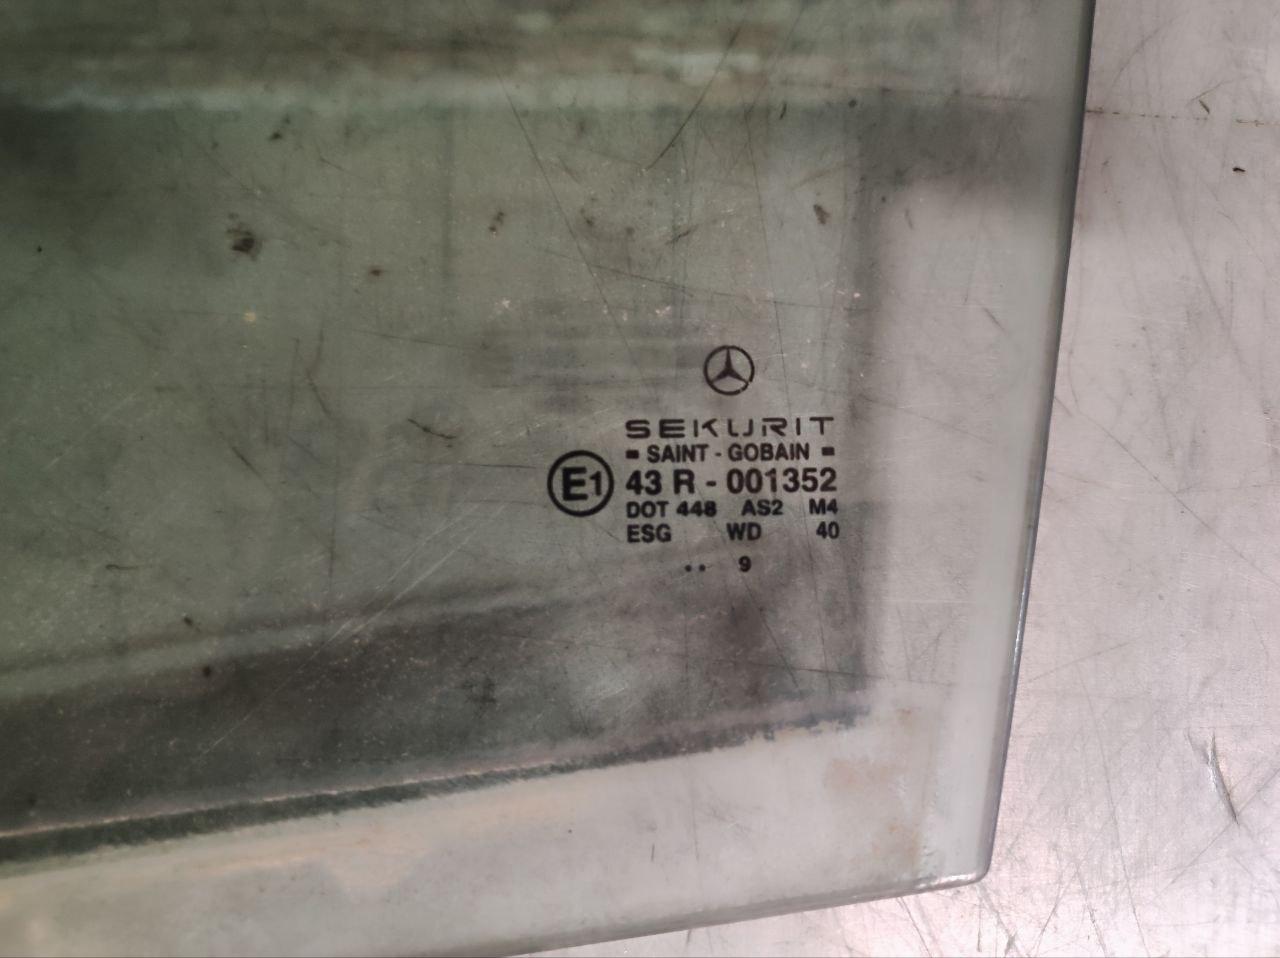 SEKURIT
SAINT - GOBAIN
E1 43 R - 001352
DOT 448 AS2 M4
ESG WD 40
.. 9